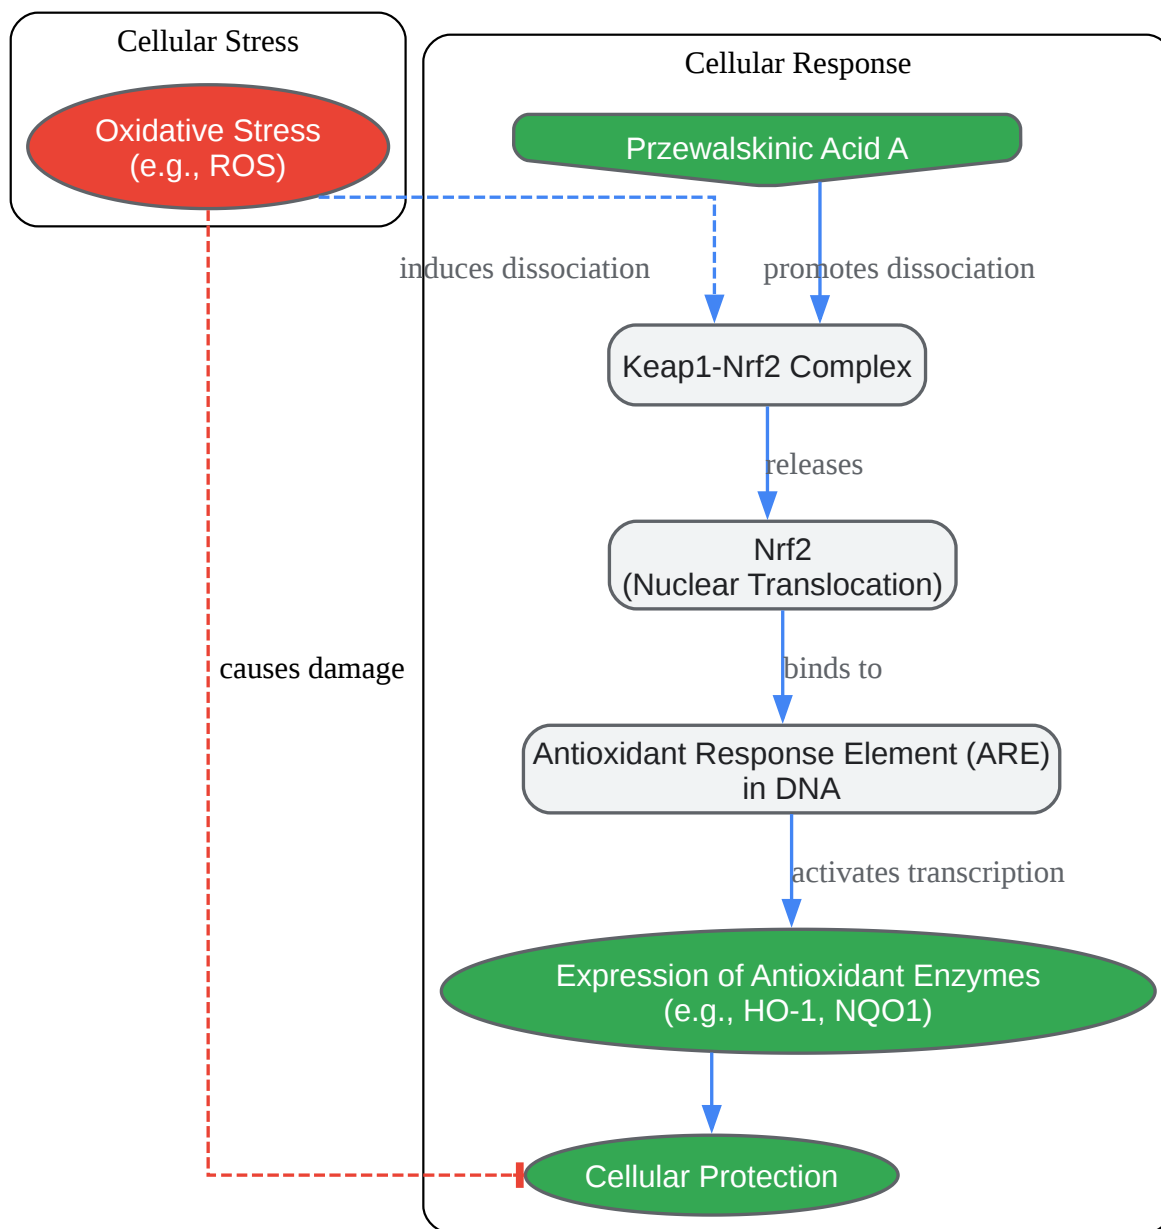 Cellular Stress
Oxidative Stress
(e.g., ROS)
Cellular Response
Przewalskinic Acid A
induces dissociation
promotes dissociation
Keap1-Nrf2 Complex
releases
Nrf2
(Nuclear Translocation)
causes damage
binds to
Antioxidant Response Element (ARE)
in DNA
activates transcription
Expression of Antioxidant Enzymes
(e.g., HO-1, NQO1)
Cellular Protection